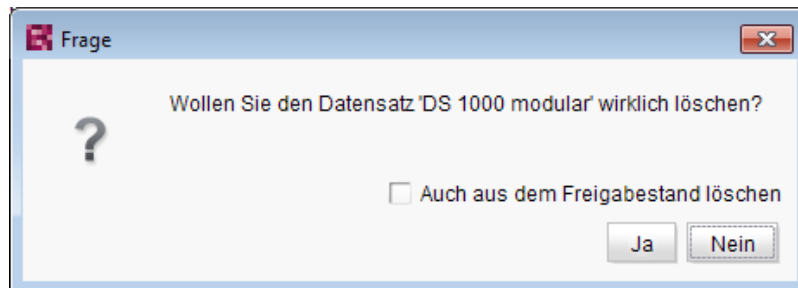 Frage
Wollen Sie den Datensatz 'DS 1000 modular' wirklich löschen?
?
Auch aus dem Freigabestand löschen
Ja Nein